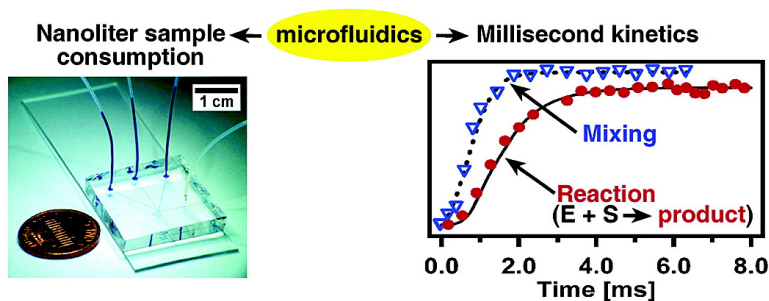 Nanoliter sample
consumption
microfluidics
Millisecond kinetics
1 cm
Mixing
Reaction
(E + S → product)
0.0 2.0 4.0 6.0 8.0
Time [ms]